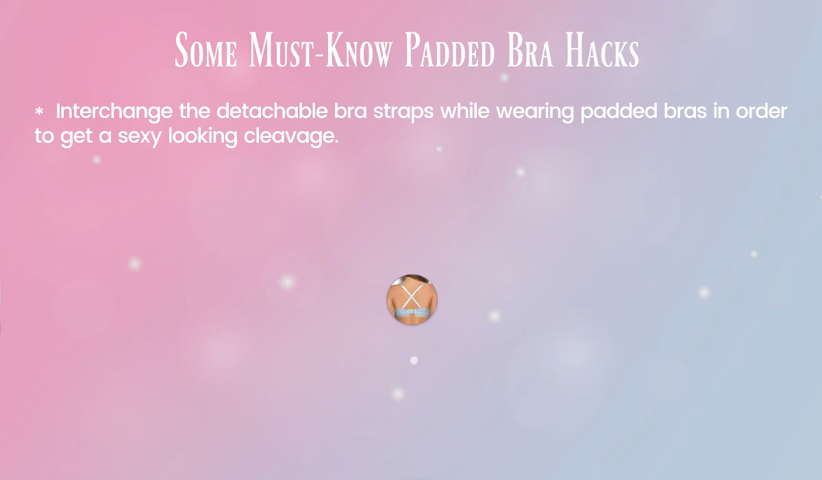 Some Must-Know Padded Bra Hacks
* Interchange the detachable bra straps while wearing padded bras in order
to get a sexy looking cleavage.